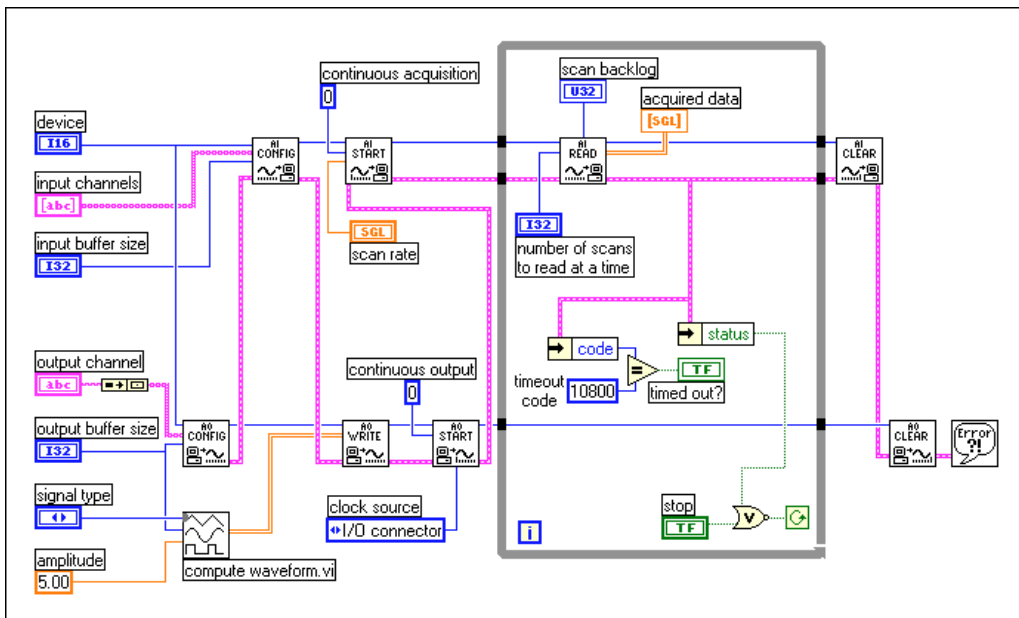 continuous acquisition
0
scan backlog
U32
acquired data
[SGL]
device
I16
AI
CONFIG
AI
START
AI
READ
AI
CLEAR
input channels
[abc]
SGL
scan rate
I32
number of scans
to read at a time
input buffer size
I32
code
status
timeout
code
10800
=
TF
timed out?
output channel
abc
continuous output
0
output buffer size
I32
AO
CONFIG
AO
WRITE
AO
START
AO
CLEAR
Error
?!
signal type
clock source
I/O connector
stop
TF
V
i
amplitude
5.00
compute waveform.vi